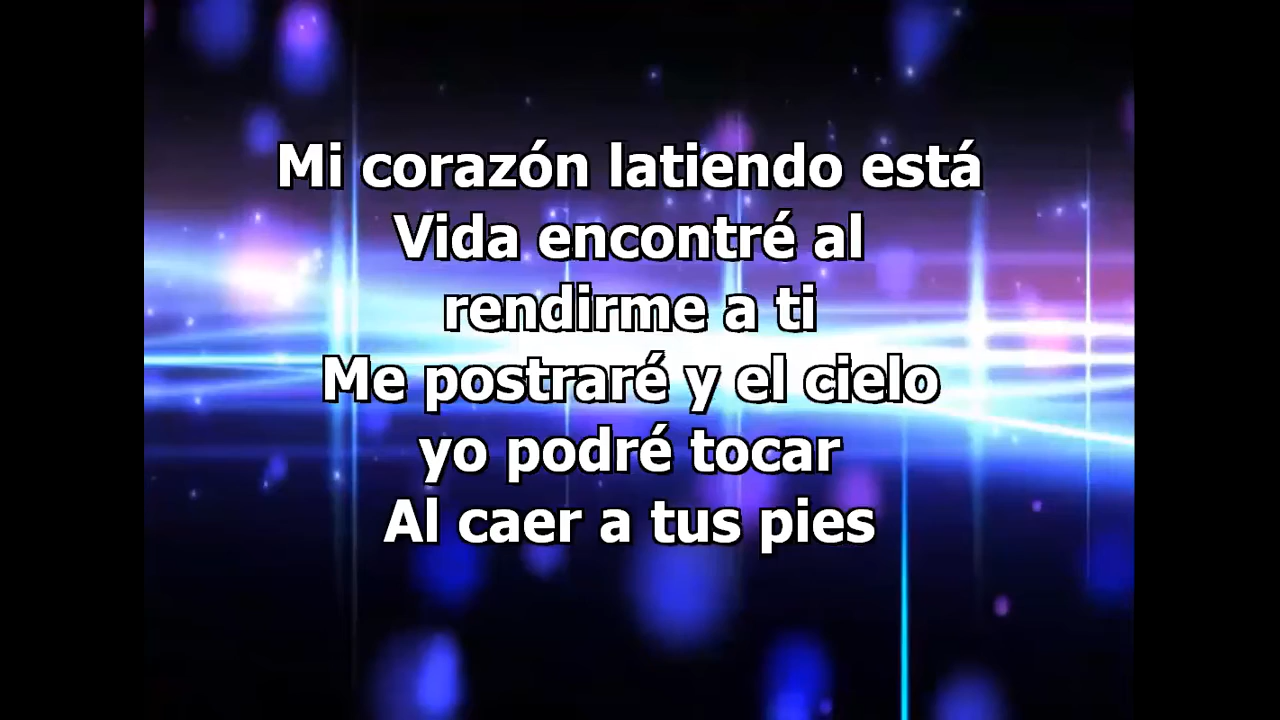 Mi corazón latiendo está
Vida encontré al
rendirme a ti
Me postraré y el cielo
yo podré tocar
Al caer a tus pies